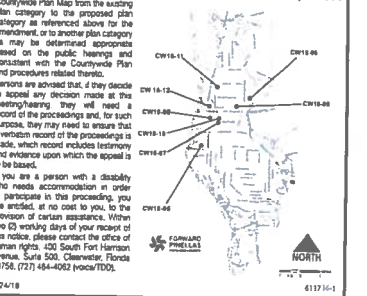 Countywide Plan Map from the existing
plan category to the proposed plan
category as referenced above for the
amendment, or to another plan category
as may be determined appropriate
based on the public hearings and
consistent with the Countywide Plan
and procedures related thereto.
Persons are advised that, if they decide
to appeal any decision made at this
meeting/hearing, they will need a
record of the proceedings and, for such
purpose, they may need to ensure that
verbatim record of the proceedings is
made, which record includes testimony
and evidence upon which the appeal is
to be based.
If you are a person with a disability
who needs accommodation in order
to participate in this proceeding, you
are entitled, at no cost to you, to the
provision of certain assistance. Within
two (2) working days of your receipt of
this notice, please contact the office of
human rights, 400 South Fort Harrison
Avenue, Suite 500, Clearwater, Florida
3756, (727) 464-4062 (voice/TDD).
24/18
CW18-11
CW18-06
CW18-12
CW18-10
CW18-07
FORWARD
PINELLAS
NORTH